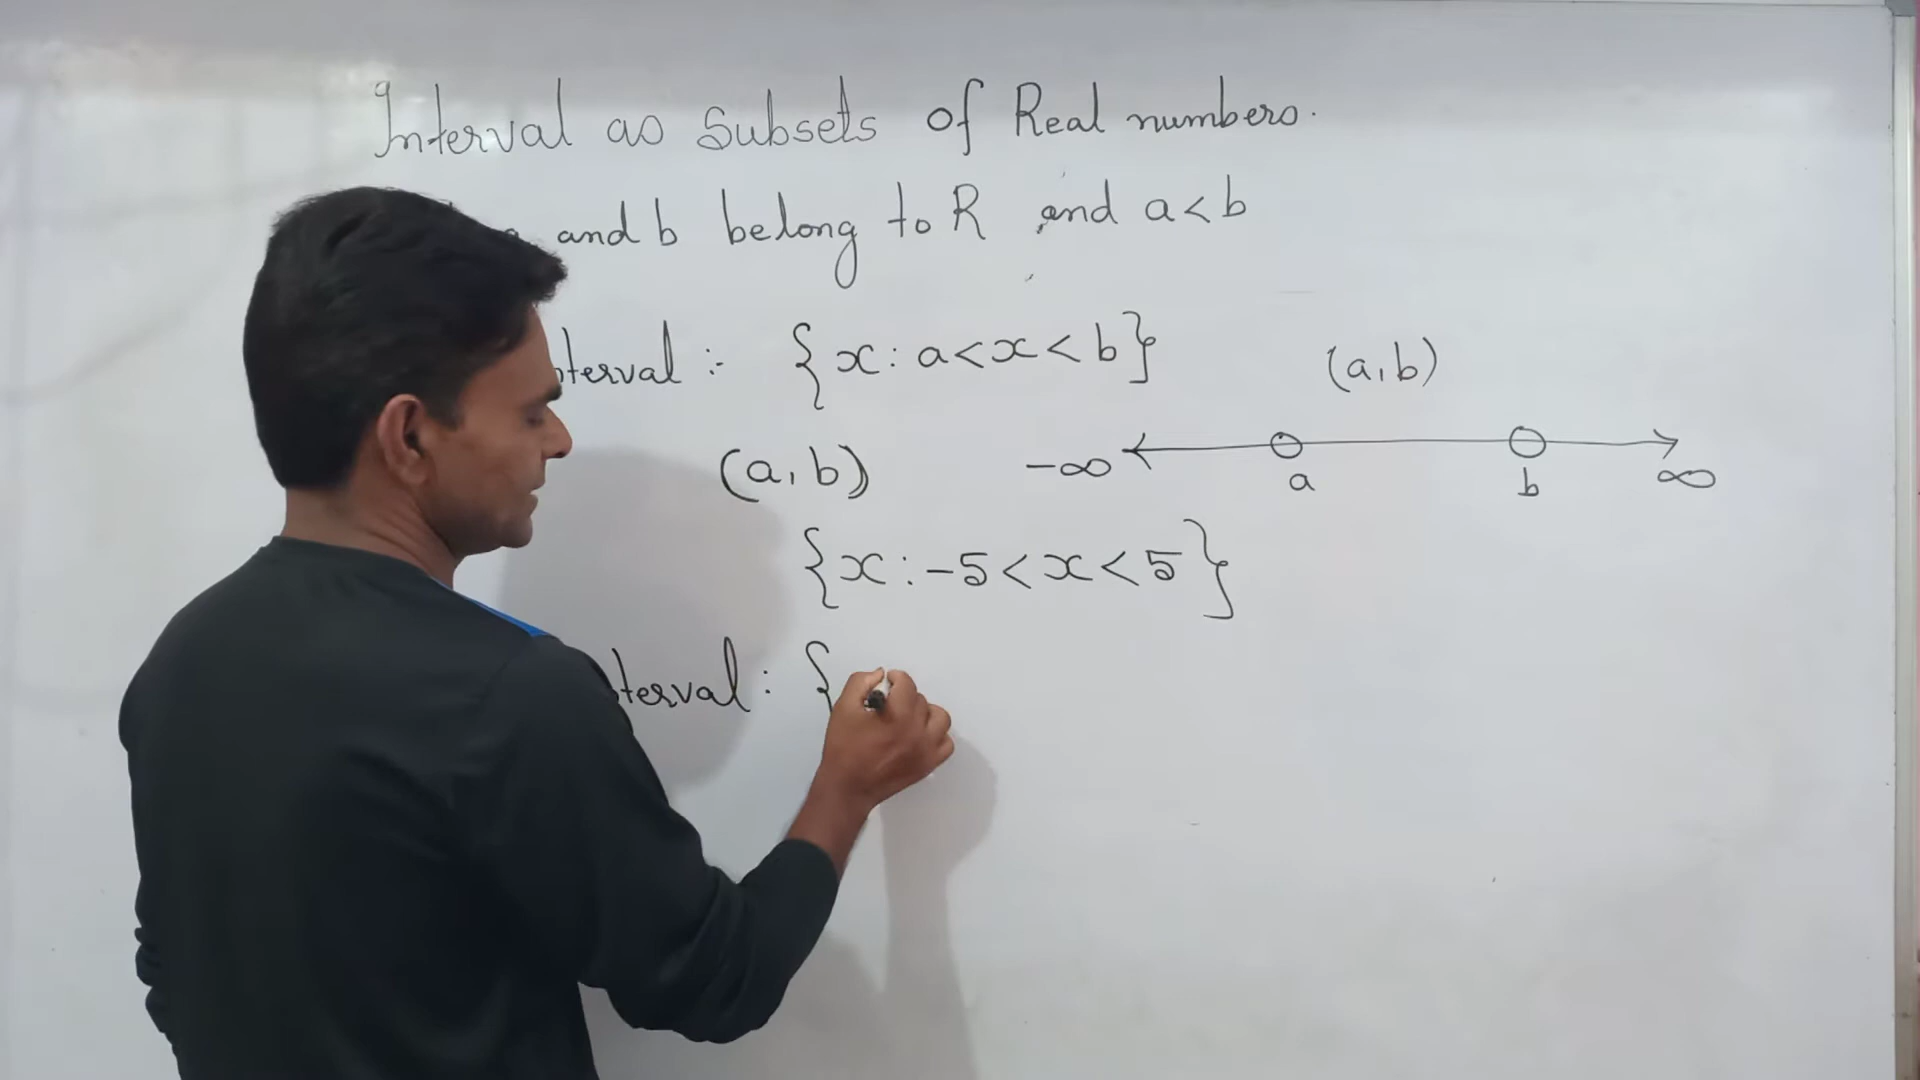 Interval as Subsets of Real numbers.
and b belong to R and a<b
terval :- {x: a<x<b} (a,b)
(a,b) -∞ a b ∞
{x:-5<x<5}
terval: {